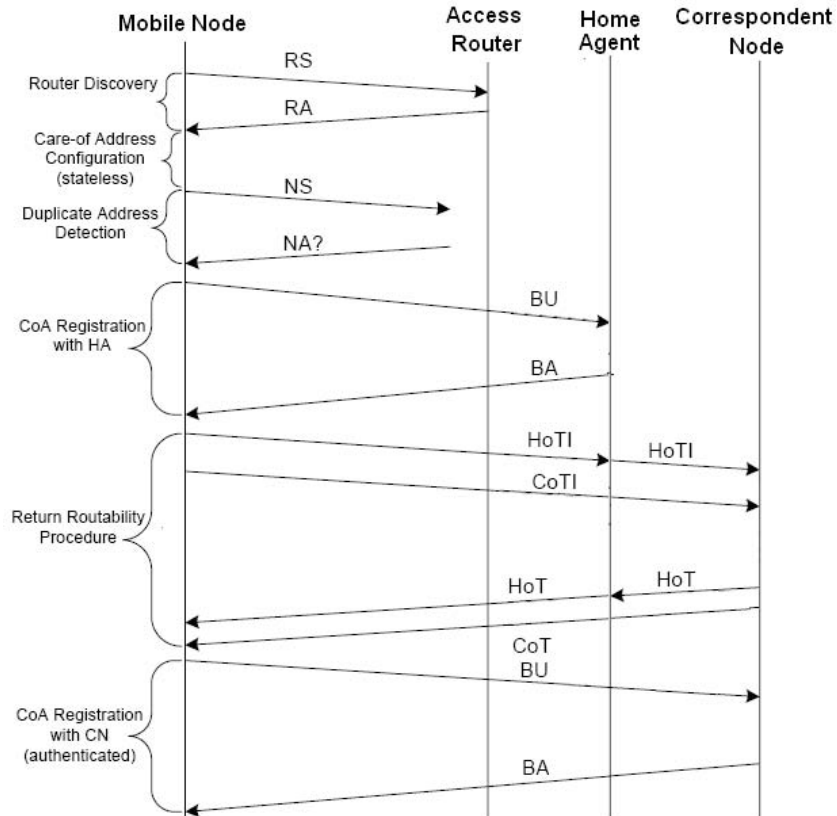 Mobile Node
Access
Router
Home
Agent
Correspondent
Node
Router Discovery
RS
RA
Care-of Address
Configuration
(stateless)
Duplicate Address
Detection
NS
NA?
CoA Registration
with HA
BU
BA
Return Routability
Procedure
HoTI
HoTI
CoTI
HoT
HoT
CoT
CoA Registration
with CN
(authenticated)
BU
BA